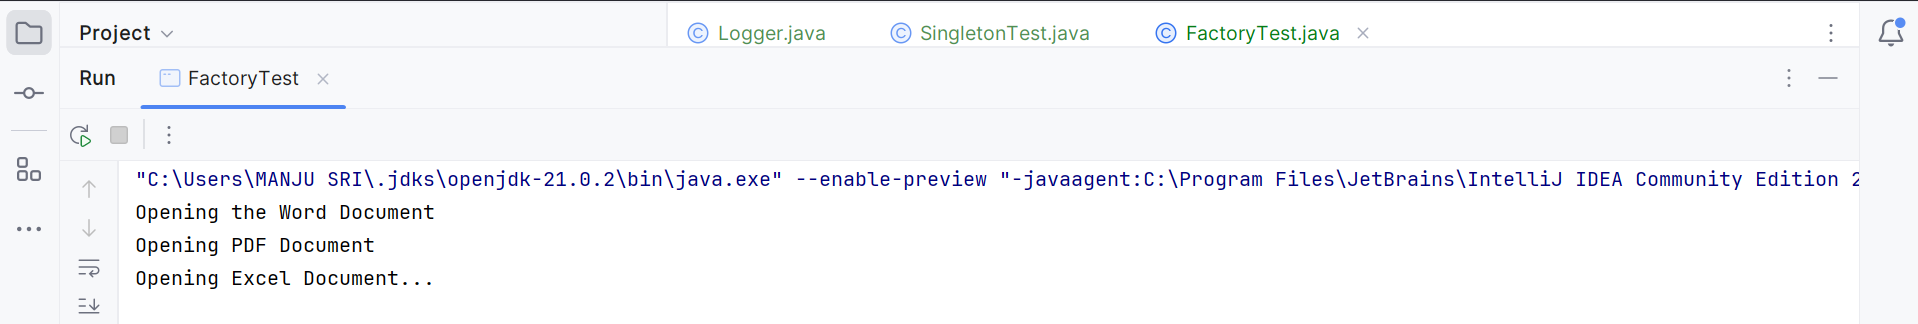 Project
Logger.java SingletonTest.java FactoryTest.java
Run FactoryTest
"C:\Users\MANJU SRI\.jdks\openjdk-21.0.2\bin\java.exe" --enable-preview "-javaagent:C:\Program Files\JetBrains\IntelliJ IDEA Community Edition 2
Opening the Word Document
Opening PDF Document
Opening Excel Document...